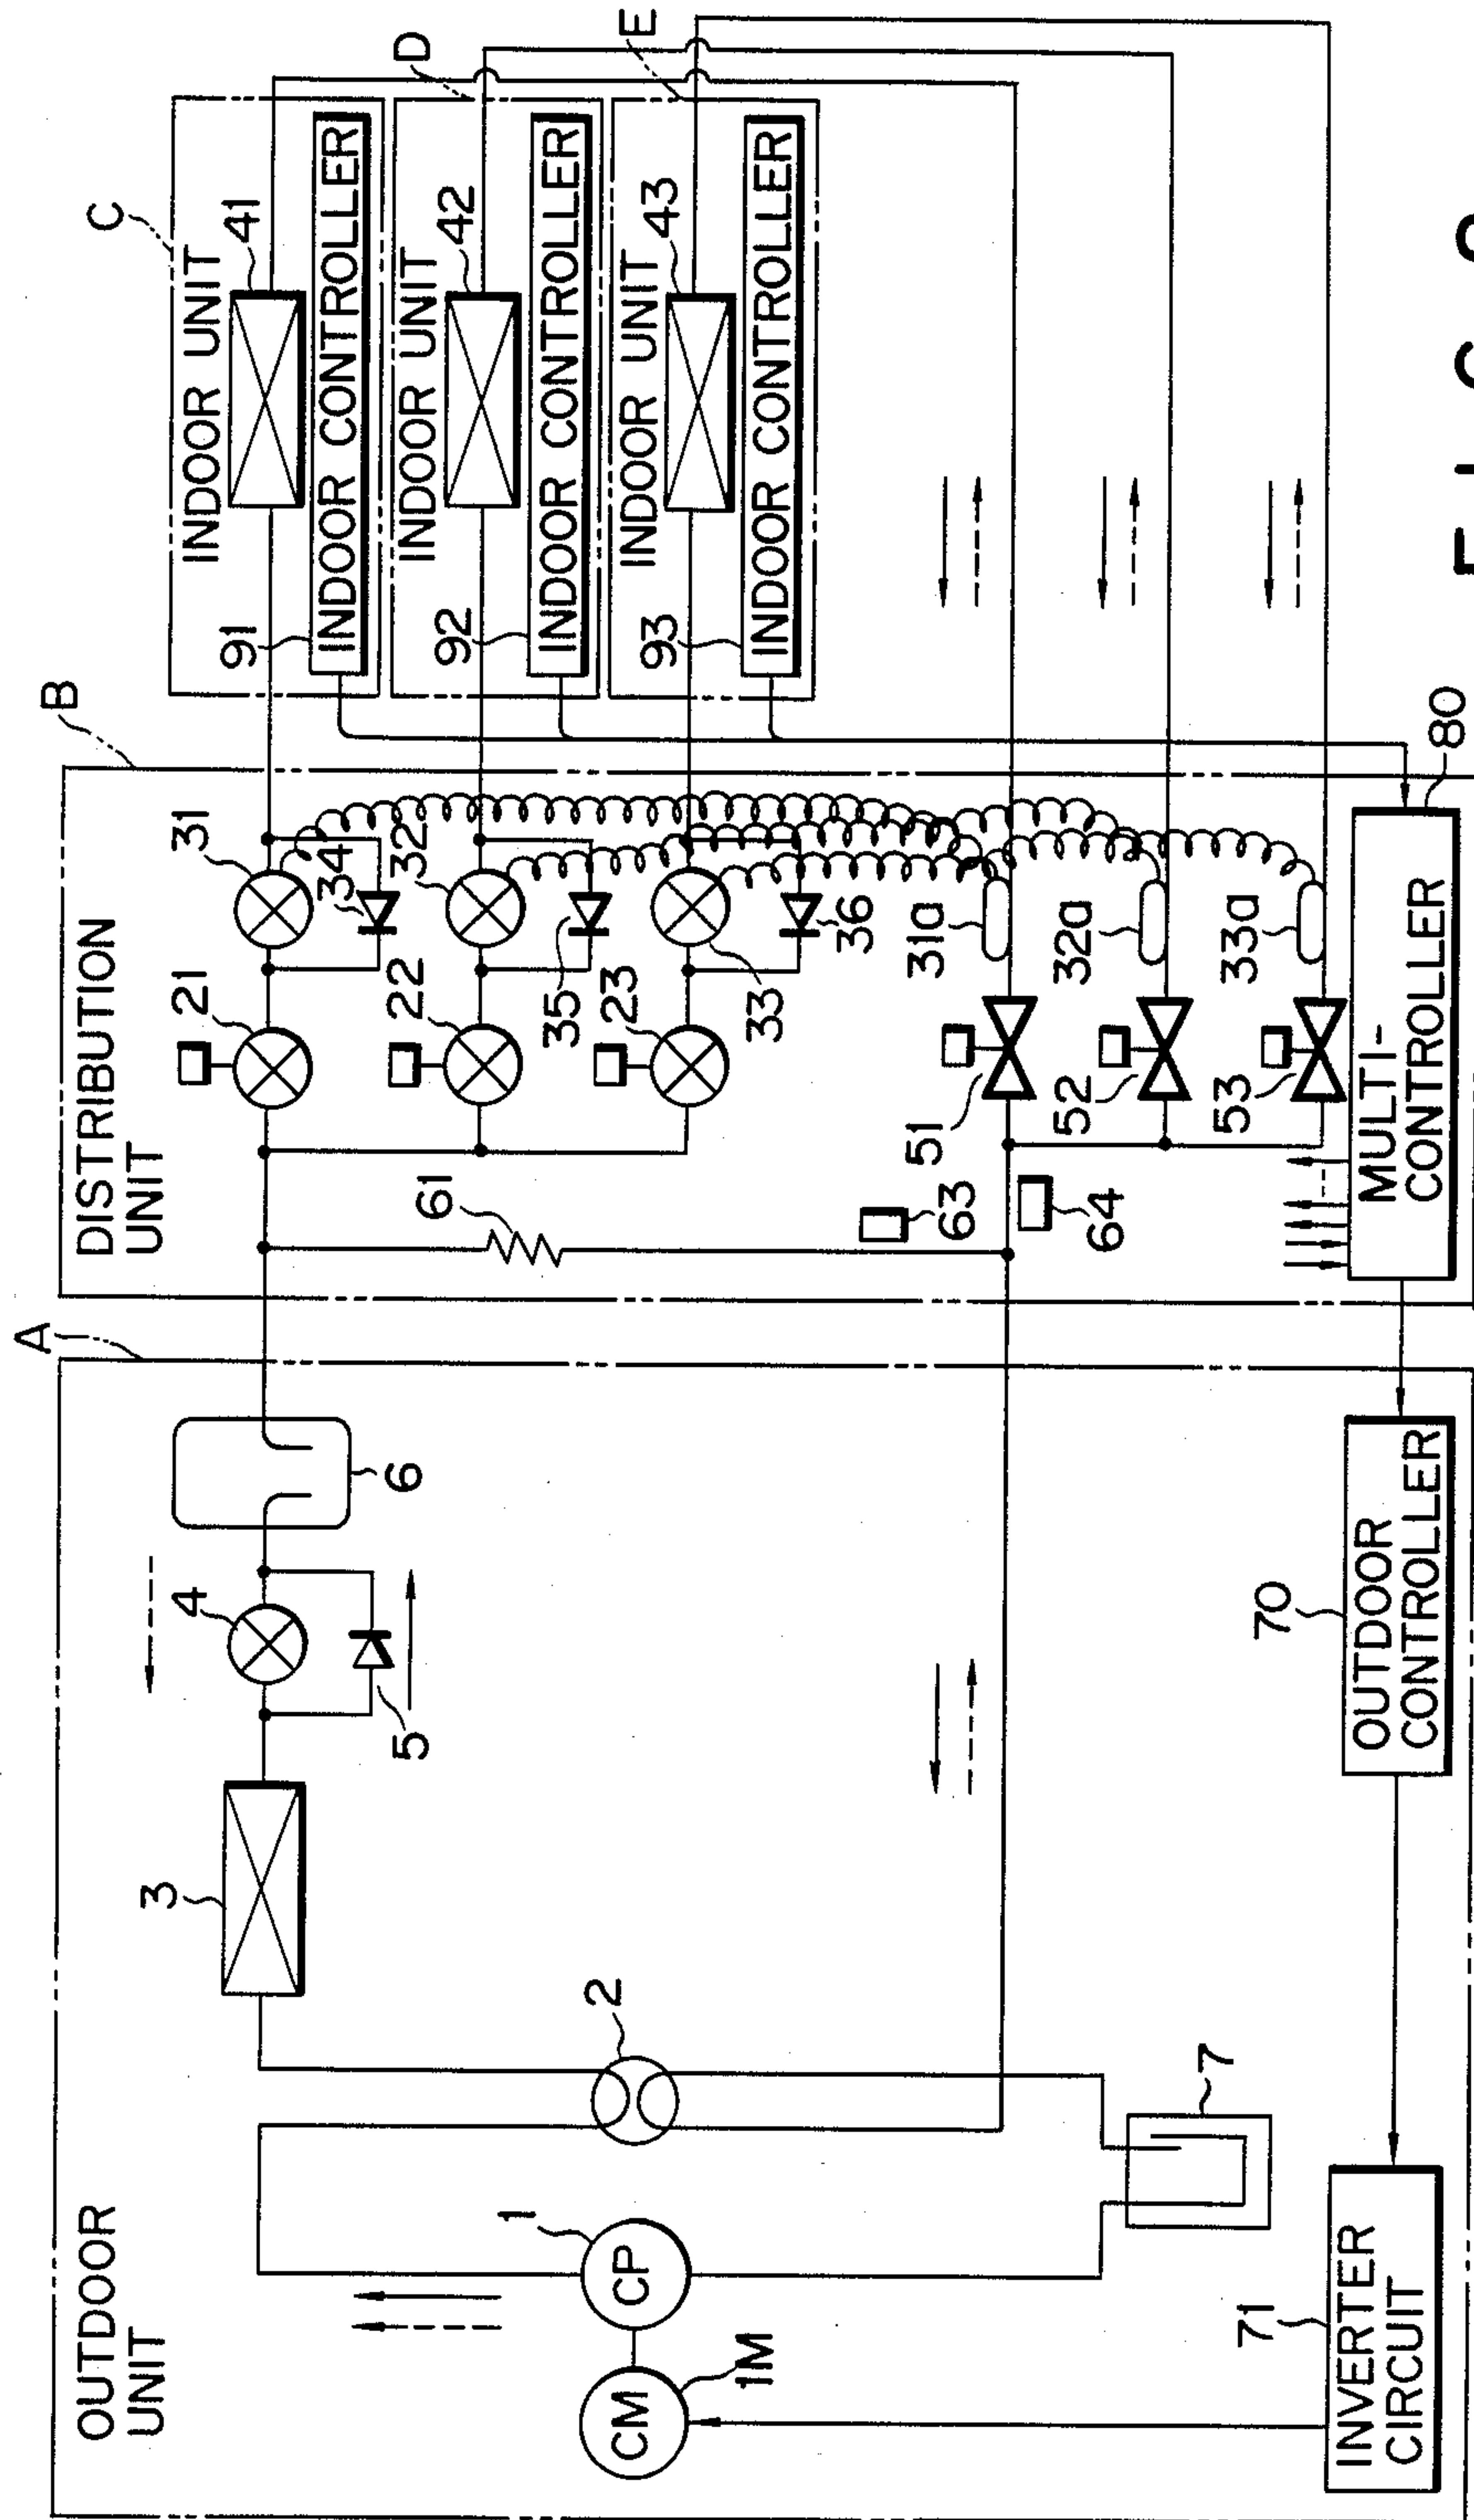 A
B
C
D
E
OUTDOOR
UNIT
DISTRIBUTION
UNIT
INDOOR UNIT
41
91
INDOOR CONTROLLER
INDOOR UNIT
42
92
INDOOR CONTROLLER
INDOOR UNIT
43
93
INDOOR CONTROLLER
3
4
5
6
2
1
CP
CM
1M
7
21
22
23
31
32
33
34
35
36
61
63
64
31a
32a
33a
51
52
53
INVERTER
CIRCUIT
71
OUTDOOR
CONTROLLER
70
MULTI-
CONTROLLER
80